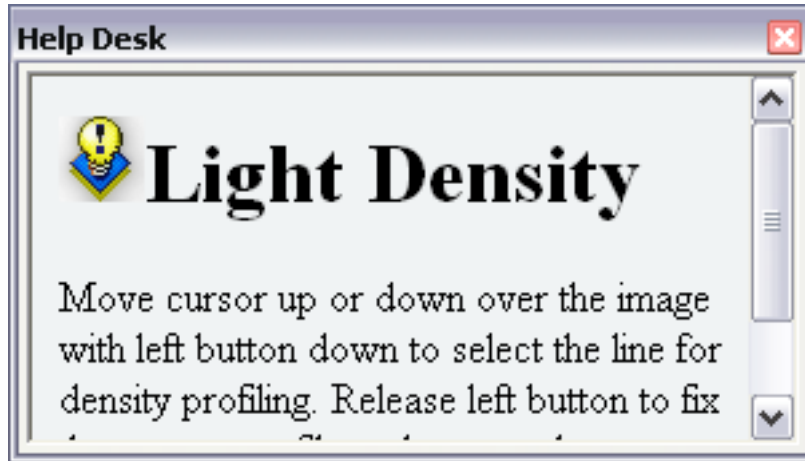 Help Desk
Light Density
Move cursor up or down over the image
with left button down to select the line for
density profiling. Release left button to fix